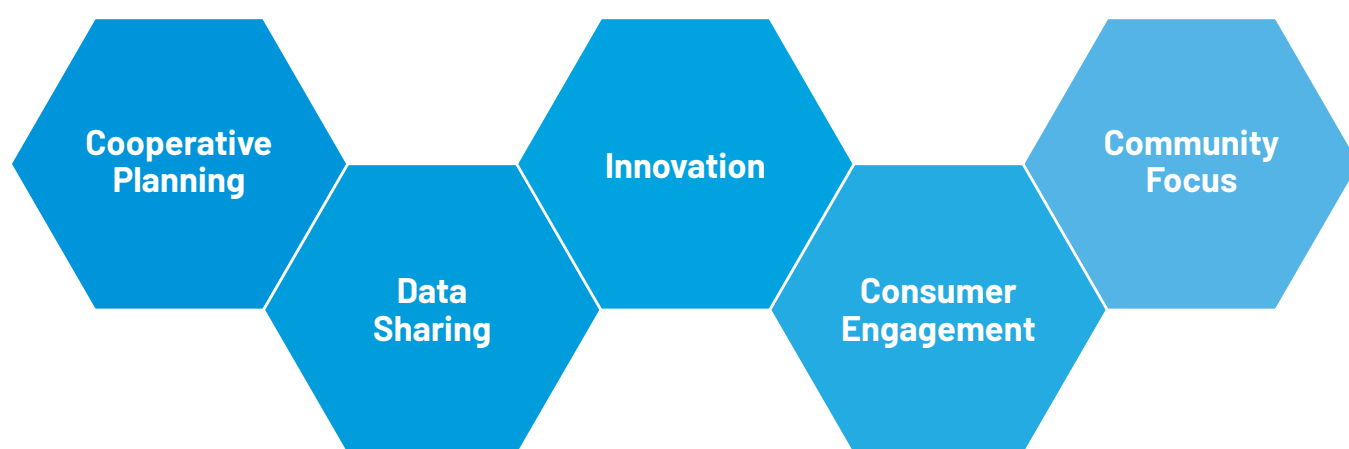 Cooperative
Planning
Data
Sharing
Innovation
Consumer
Engagement
Community
Focus